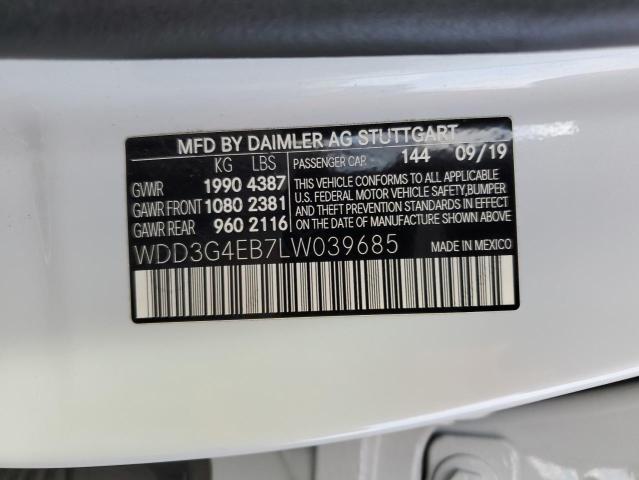 MFD BY DAIMLER AG STUTTGART
KG LBS
GVWR 1990 4387
GAWR FRONT 1080 2381
GAWR REAR 960 2116
PASSENGER CAR 144 09/19
THIS VEHICLE CONFORMS TO ALL APPLICABLE
U.S. FEDERAL MOTOR VEHICLE SAFETY, BUMPER
AND THEFT PREVENTION STANDARDS IN EFFECT
ON THE DATE OF MANUFACTURE SHOWN ABOVE.
WDD3G4EB7LW039685
MADE IN MEXICO